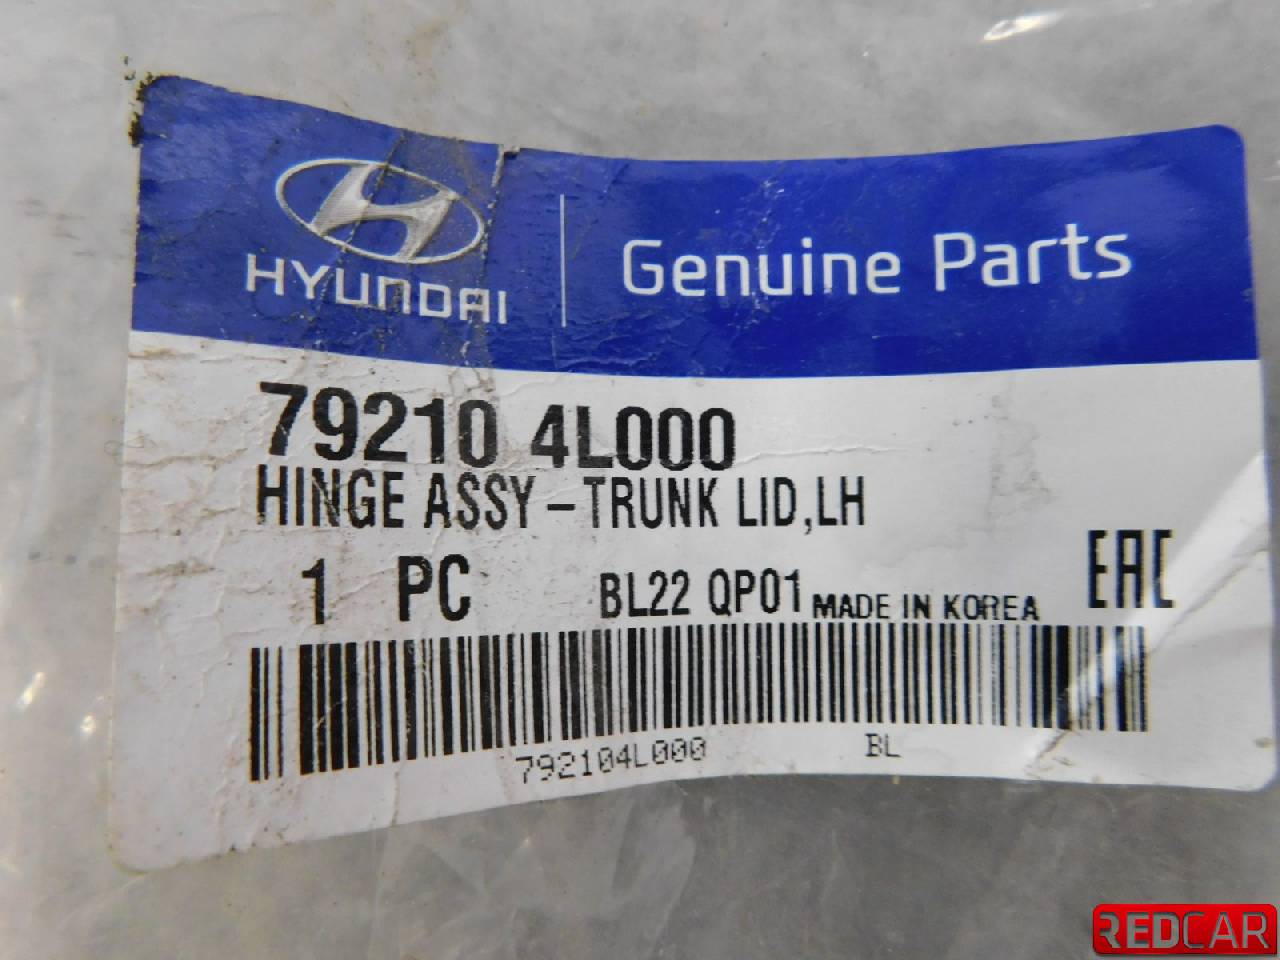 HYUNDAI
Genuine Parts
79210 4L000
HINGE ASSY-TRUNK LID,LH
1 PC BL22 QP01 MADE IN KOREA EAC
792104L000 BL
REDCAR